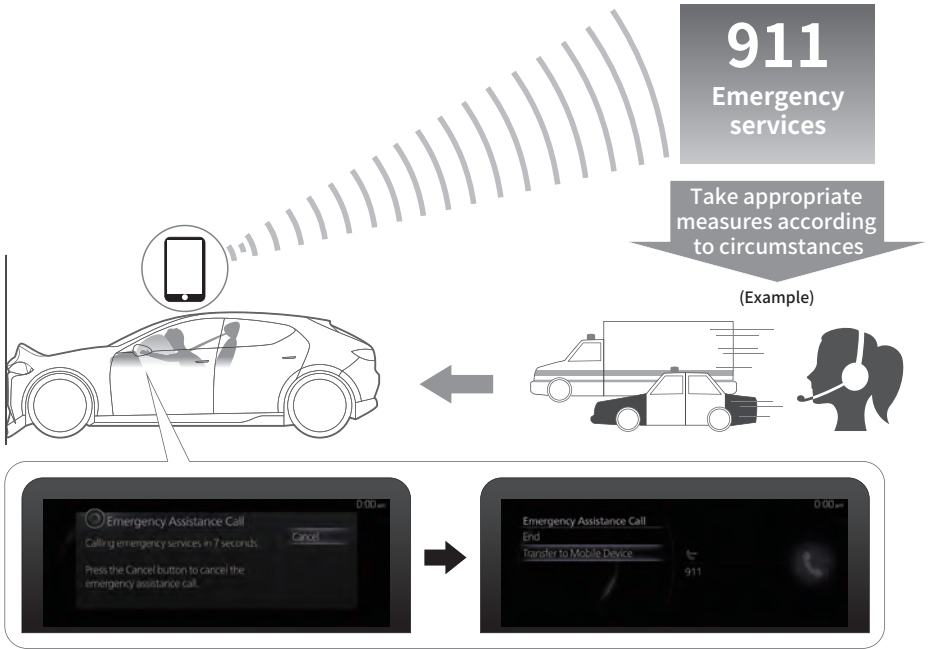 911
Emergency
services
Take appropriate
measures according
to circumstances
(Example)
0:00 am
Emergency Assistance Call
Calling emergency services in 7 seconds.
Cancel
Press the Cancel button to cancel the
emergency assistance call.
0:00 am
Emergency Assistance Call
End
Transfer to Mobile Device
911